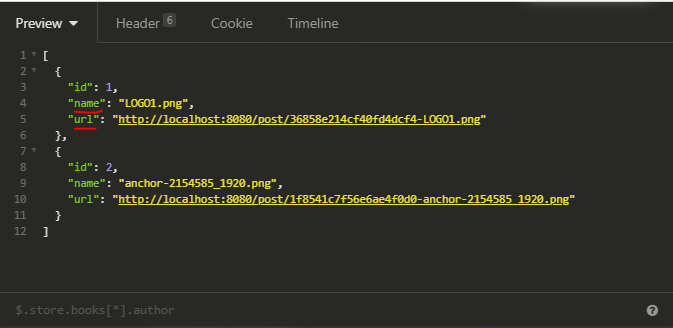 Preview Header 6 Cookie Timeline
1 [
2 {
3 "id": 1,
4 "name": "LOGO1.png",
5 "url": "http://localhost:8080/post/36858e214cf40fd4dcf4-LOGO1.png"
6 },
7 {
8 "id": 2,
9 "name": "anchor-2154585_1920.png",
10 "url": "http://localhost:8080/post/1f8541c7f56e6ae4f0d0-anchor-2154585_1920.png"
11 }
12 ]
$.store.books[*].author ?